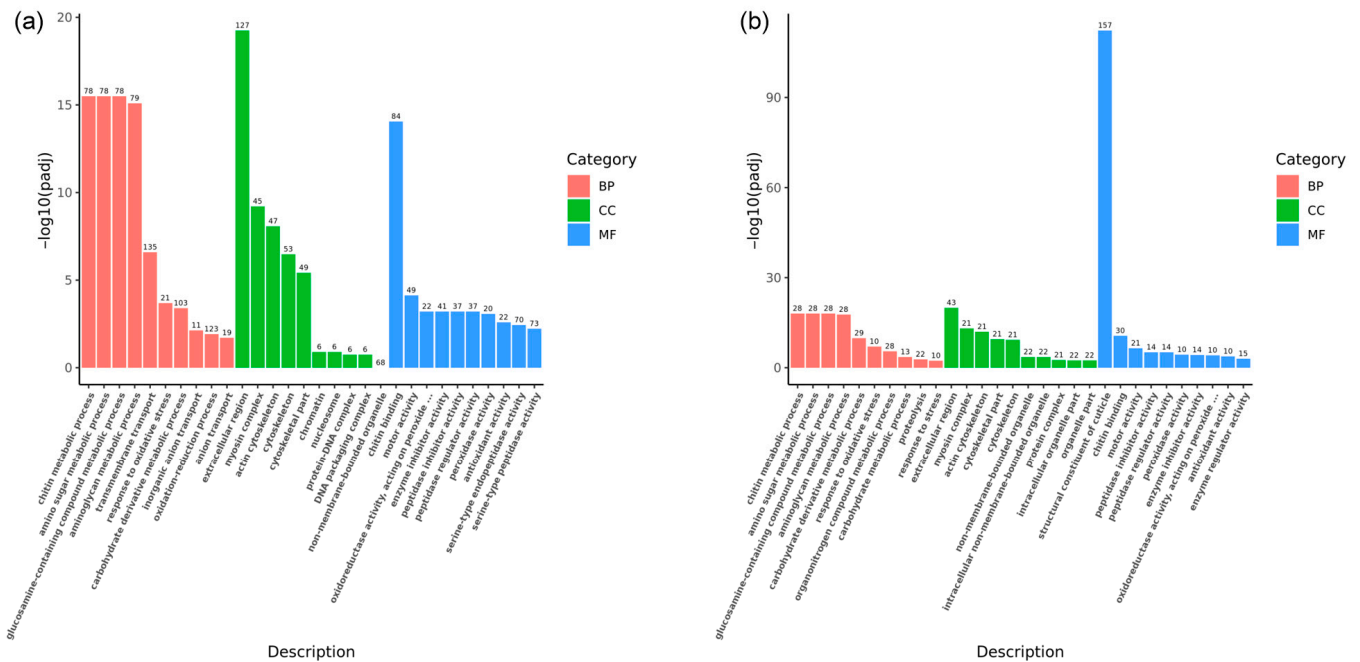 (a)
20
15
10
5
0
−log10(padj)
78
78
78
79
135
21
103
11
123
19
127
45
47
53
49
6
6
6
6
68
84
49
22
41
37
37
20
22
70
73
chitin metabolic process
amino sugar metabolic process
glucosamine-containing compound metabolic process
aminoglycan metabolic process
transmembrane transport
response to oxidative stress
carbohydrate derivative metabolic process
inorganic anion transport
oxidation-reduction process
anion transport
extracellular region
myosin complex
actin cytoskeleton
cytoskeleton
cytoskeletal part
chromatin
nucleosome
protein-DNA complex
DNA packaging complex
non-membrane-bounded organelle
chitin binding
motor activity
oxidoreductase activity, acting on peroxide ...
enzyme inhibitor activity
peptidase inhibitor activity
peptidase regulator activity
peroxidase activity
antioxidant activity
serine-type endopeptidase activity
serine-type peptidase activity
Description
Category
BP
CC
MF
(b)
90
60
30
0
−log10(padj)
28
28
28
28
29
10
28
13
22
10
43
21
21
21
21
22
22
21
22
22
157
30
21
14
14
10
14
10
10
15
chitin metabolic process
amino sugar metabolic process
glucosamine-containing compound metabolic process
aminoglycan metabolic process
carbohydrate derivative metabolic process
response to oxidative stress
organonitrogen compound metabolic process
carbohydrate metabolic process
proteolysis
response to stress
extracellular region
myosin complex
actin cytoskeleton
cytoskeletal part
cytoskeleton
non-membrane-bounded organelle
intracellular non-membrane-bounded organelle
protein complex
intracellular organelle part
organelle part
structural constituent of cuticle
chitin binding
motor activity
peptidase inhibitor activity
peptidase regulator activity
peroxidase activity
enzyme inhibitor activity
oxidoreductase activity, acting on peroxide ...
antioxidant activity
enzyme regulator activity
Description
Category
BP
CC
MF